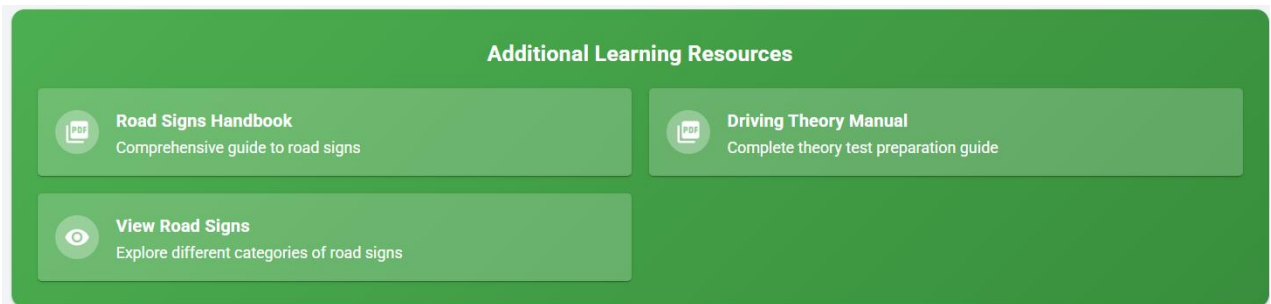 Additional Learning Resources
PDF
Road Signs Handbook
Comprehensive guide to road signs
PDF
Driving Theory Manual
Complete theory test preparation guide
View Road Signs
Explore different categories of road signs